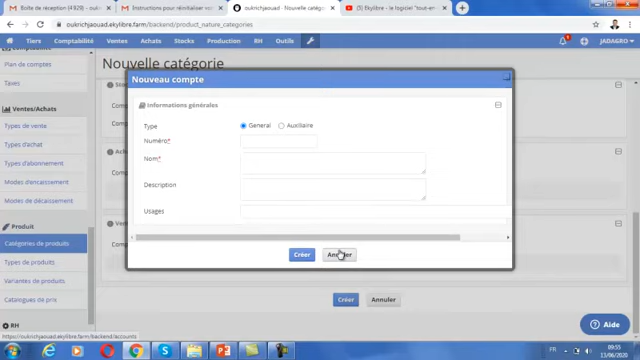 Boîte de réception (4 929) - ou
Instructions pour réinitialiser vo
oukrichjaouad - Nouvelle catégo
Ekylibre - le logiciel "tout-en-
oukrichjaouad.ekylibre.farm/backend/product_nature_categories
Tiers Comptabilité Ventes Achats Stocks Production RH Outils
JADAGRO
Plan de comptes
Taxes
Ventes/Achats
Types de vente
Types d'achat
Types d'abonnement
Modes d'encaissement
Modes de décaissement
Produit
Catégories de produits
Types de produits
Variantes de produits
Catalogues de prix
RH
Nouvelle catégorie
Nouveau compte
Informations générales
Type General Auxiliaire
Numéro*
Nom*
Description
Usages
Créer Annuler
Créer Annuler
Aide
https://oukrichjaouad.ekylibre.farm/backend/accounts
FR
09:55
13/06/2020